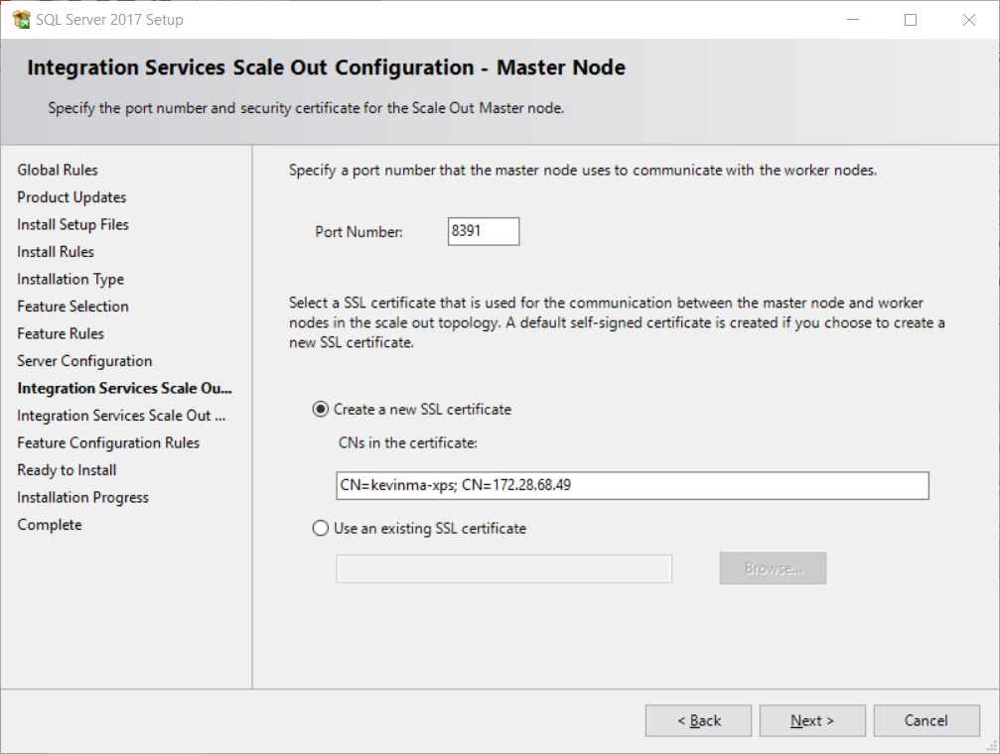 SQL Server 2017 Setup
Integration Services Scale Out Configuration - Master Node
Specify the port number and security certificate for the Scale Out Master node.
Global Rules
Product Updates
Install Setup Files
Install Rules
Installation Type
Feature Selection
Feature Rules
Server Configuration
Integration Services Scale Ou...
Integration Services Scale Out ...
Feature Configuration Rules
Ready to Install
Installation Progress
Complete
Specify a port number that the master node uses to communicate with the worker nodes.
Port Number:
8391
Select a SSL certificate that is used for the communication between the master node and worker
nodes in the scale out topology. A default self-signed certificate is created if you choose to create a
new SSL certificate.
Create a new SSL certificate
CNs in the certificate:
CN=kevinma-xps; CN=172.28.68.49
Use an existing SSL certificate
Browse...
< Back
Next >
Cancel